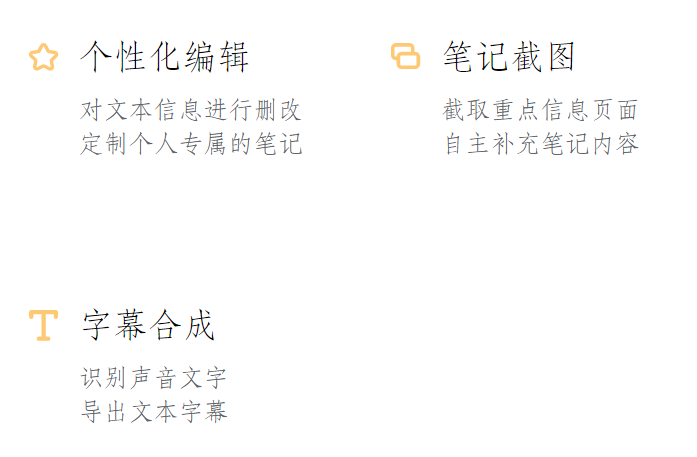 个性化编辑
对文本信息进行删改
定制个人专属的笔记
笔记截图
截取重点信息页面
自主补充笔记内容
字幕合成
识别声音文字
导出文本字幕